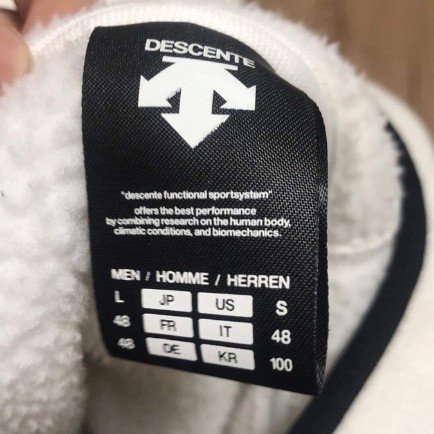 DESCENTE
"descente functional sportsystem"
offers the best performance
by combining research on the human body,
climatic conditions, and biomechanics.
MEN / HOMME / HERREN
L JP US S
48 FR IT 48
48 DE KR 100